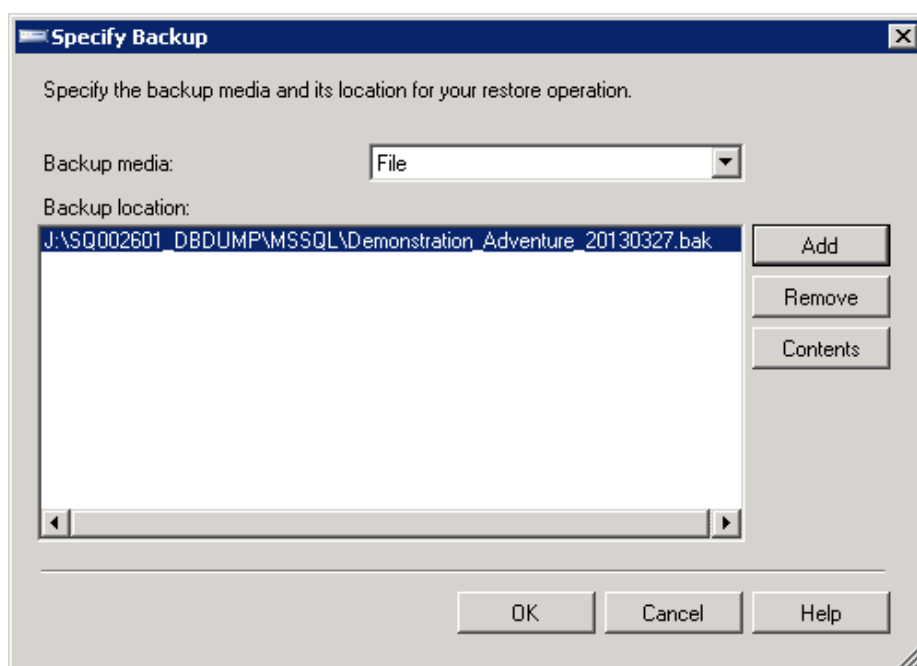 Specify Backup
Specify the backup media and its location for your restore operation.
Backup media:
File
Backup location:
J:\SQ002601_DBDUMP\MSSQL\Demonstration_Adventure_20130327.bak
Add
Remove
Contents
OK
Cancel
Help